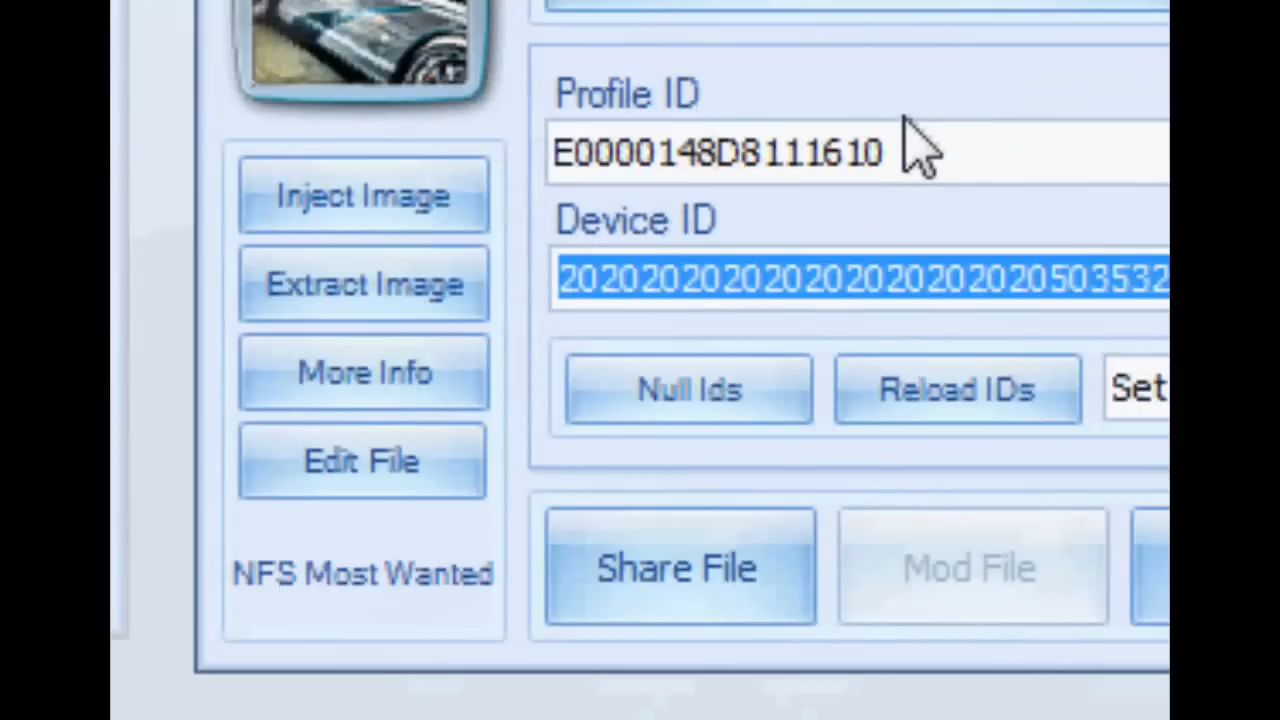 Profile ID
E0000148D8111610
Device ID
202020202020202020202020503532
Inject Image
Extract Image
More Info
Edit File
Null Ids
Reload IDs
Set
NFS Most Wanted
Share File
Mod File